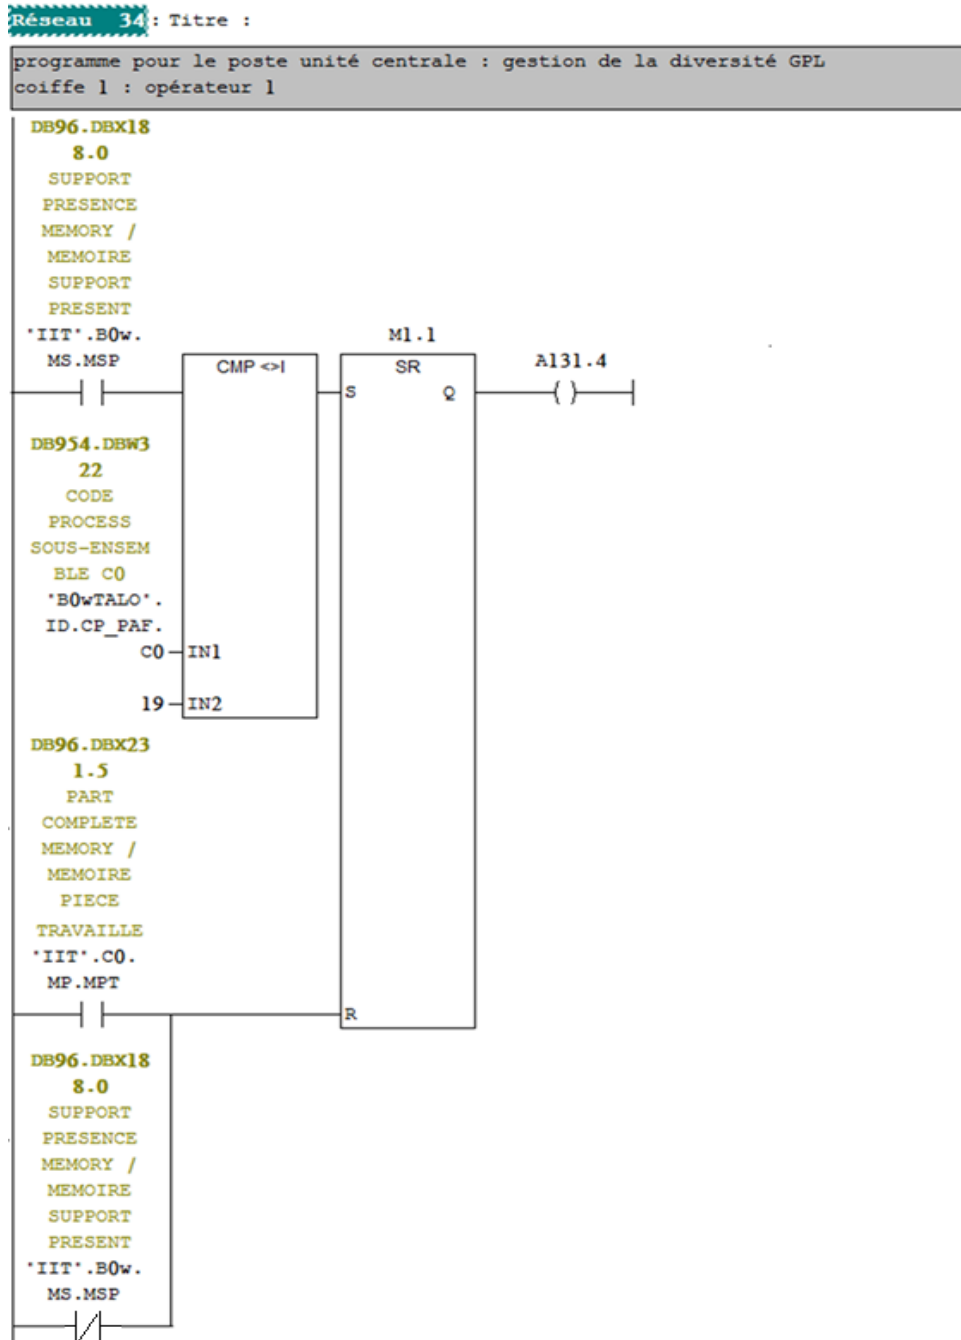 Réseau 34 : Titre :
programme pour le poste unité centrale : gestion de la diversité GPL
coiffe 1 : opérateur 1
DB96.DBX18
8.0
SUPPORT
PRESENCE
MEMORY /
MEMOIRE
SUPPORT
PRESENT
"IIT".B0w.
MS.MSP
CMP <>I
M1.1
SR
S
Q
A131.4
DB954.DBW3
22
CODE
PROCESS
SOUS-ENSEM
BLE C0
"B0wTALO".
ID.CP_PAF.
C0
IN1
19
IN2
DB96.DBX23
1.5
PART
COMPLETE
MEMORY /
MEMOIRE
PIECE
TRAVAILLE
"IIT".C0.
MP.MPT
R
DB96.DBX18
8.0
SUPPORT
PRESENCE
MEMORY /
MEMOIRE
SUPPORT
PRESENT
"IIT".B0w.
MS.MSP